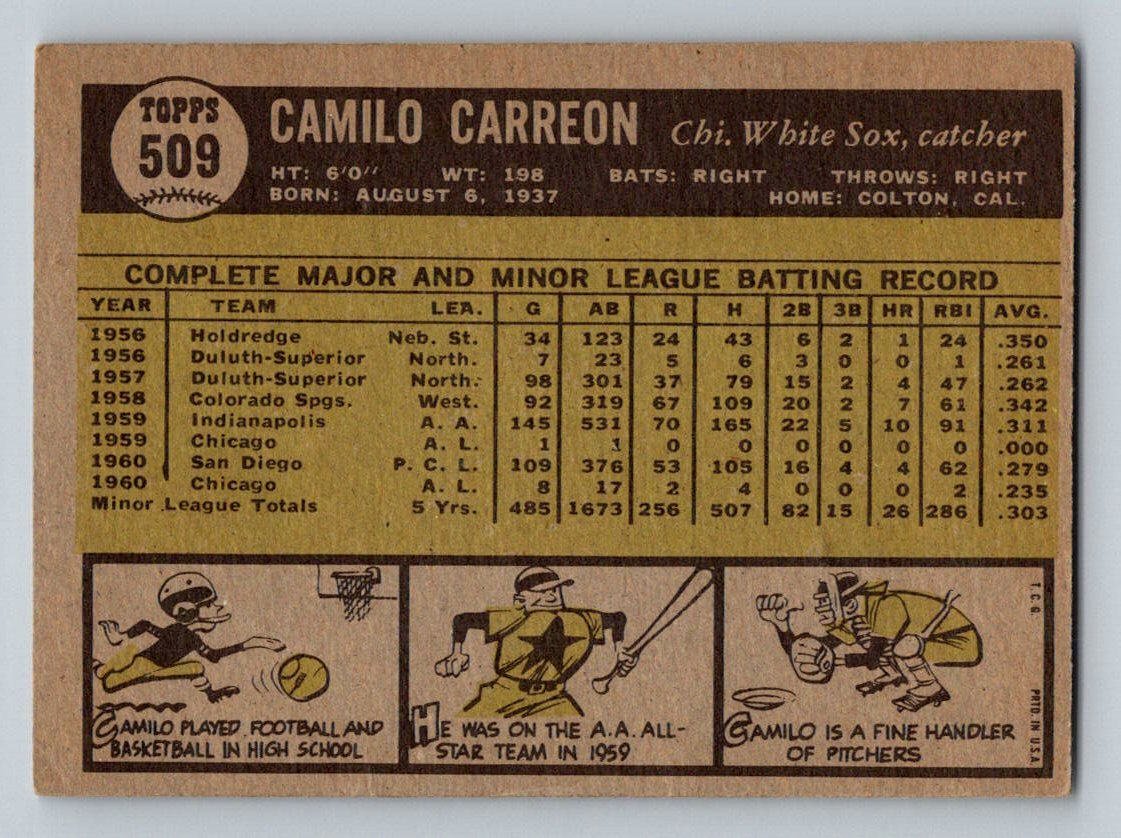 TOPPS
509
CAMILO CARREON Chi. White Sox, catcher
HT: 6'0" WT: 198 BATS: RIGHT THROWS: RIGHT
BORN: AUGUST 6, 1937 HOME: COLTON, CAL.
COMPLETE MAJOR AND MINOR LEAGUE BATTING RECORD
YEAR TEAM LEA. G AB R H 2B 3B HR RBI AVG.
1956 Holdredge Neb. St. 34 123 24 43 6 2 1 24 .350
1956 Duluth-Superior North. 7 23 5 6 3 0 0 1 .261
1957 Duluth-Superior North. 98 301 37 79 15 2 4 47 .262
1958 Colorado Spgs. West. 92 319 67 109 20 2 7 61 .342
1959 Indianapolis A. A. 145 531 70 165 22 5 10 91 .311
1959 Chicago A. L. 1 1 0 0 0 0 0 0 .000
1960 San Diego P. C. L. 109 376 53 105 16 4 4 62 .279
1960 Chicago A. L. 8 17 2 4 0 0 0 2 .235
Minor League Totals 5 Yrs. 485 1673 256 507 82 15 26 286 .303
CAMILO PLAYED FOOTBALL AND
BASKETBALL IN HIGH SCHOOL
HE WAS ON THE A.A. ALL-
STAR TEAM IN 1959
CAMILO IS A FINE HANDLER
OF PITCHERS
T.C.G. PRTD IN U.S.A.